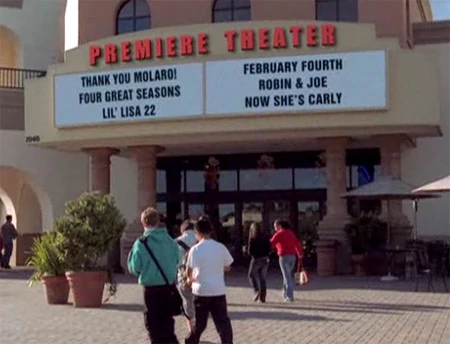 PREMIERE THEATER
THANK YOU MOLARO!
FOUR GREAT SEASONS
LIL' LISA 22
FEBRUARY FOURTH
ROBIN & JOE
NOW SHE'S CARLY